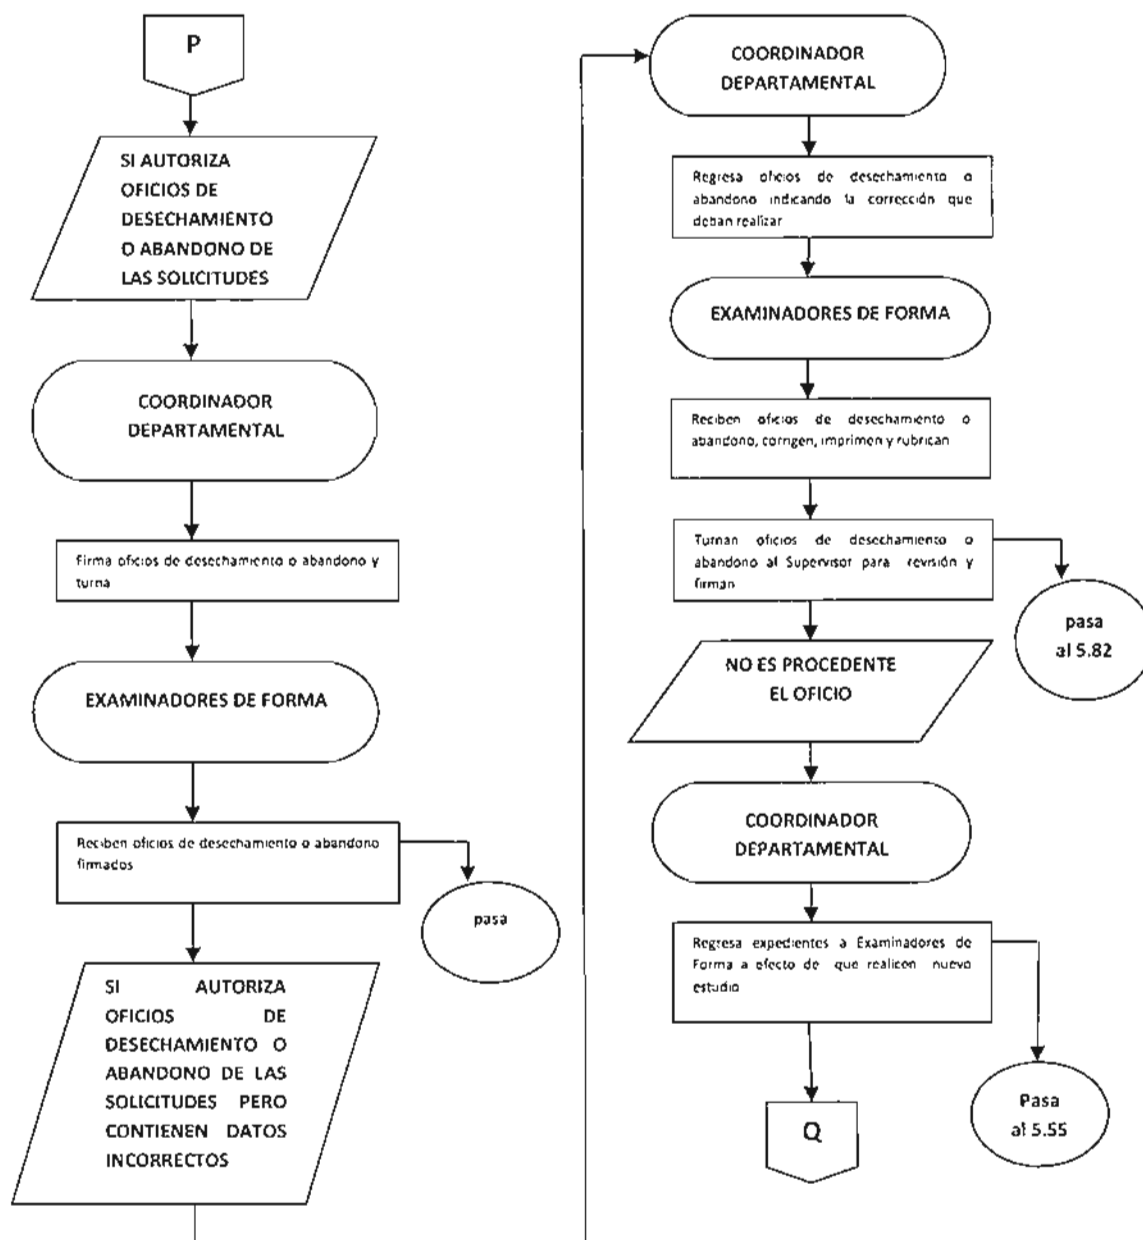 P
SI AUTORIZA
OFICIOS DE
DESECHAMIENTO
O ABANDONO DE
LAS SOLICITUDES
COORDINADOR
DEPARTAMENTAL
Firma oficios de desechamiento o abandono y
turna
EXAMINADORES DE FORMA
Reciben oficios de desechamiento o abandono
firmados
pasa
SI AUTORIZA
OFICIOS DE
DESECHAMIENTO O
ABANDONO DE LAS
SOLICITUDES PERO
CONTIENEN DATOS
INCORRECTOS
COORDINADOR
DEPARTAMENTAL
Regresa oficios de desechamiento o
abandono indicando la corrección que
deban realizar
EXAMINADORES DE FORMA
Reciben oficios de desechamiento o
abandono, corrigen, imprimen y rubrican
Turnan oficios de desechamiento o
abandono al Supervisor para revisión y
firman
pasa
al 5.82
NO ES PROCEDENTE
EL OFICIO
COORDINADOR
DEPARTAMENTAL
Regresa expedientes a Examinadores de
Forma a efecto de que realicen nuevo
estudio
Pasa
al 5.55
Q